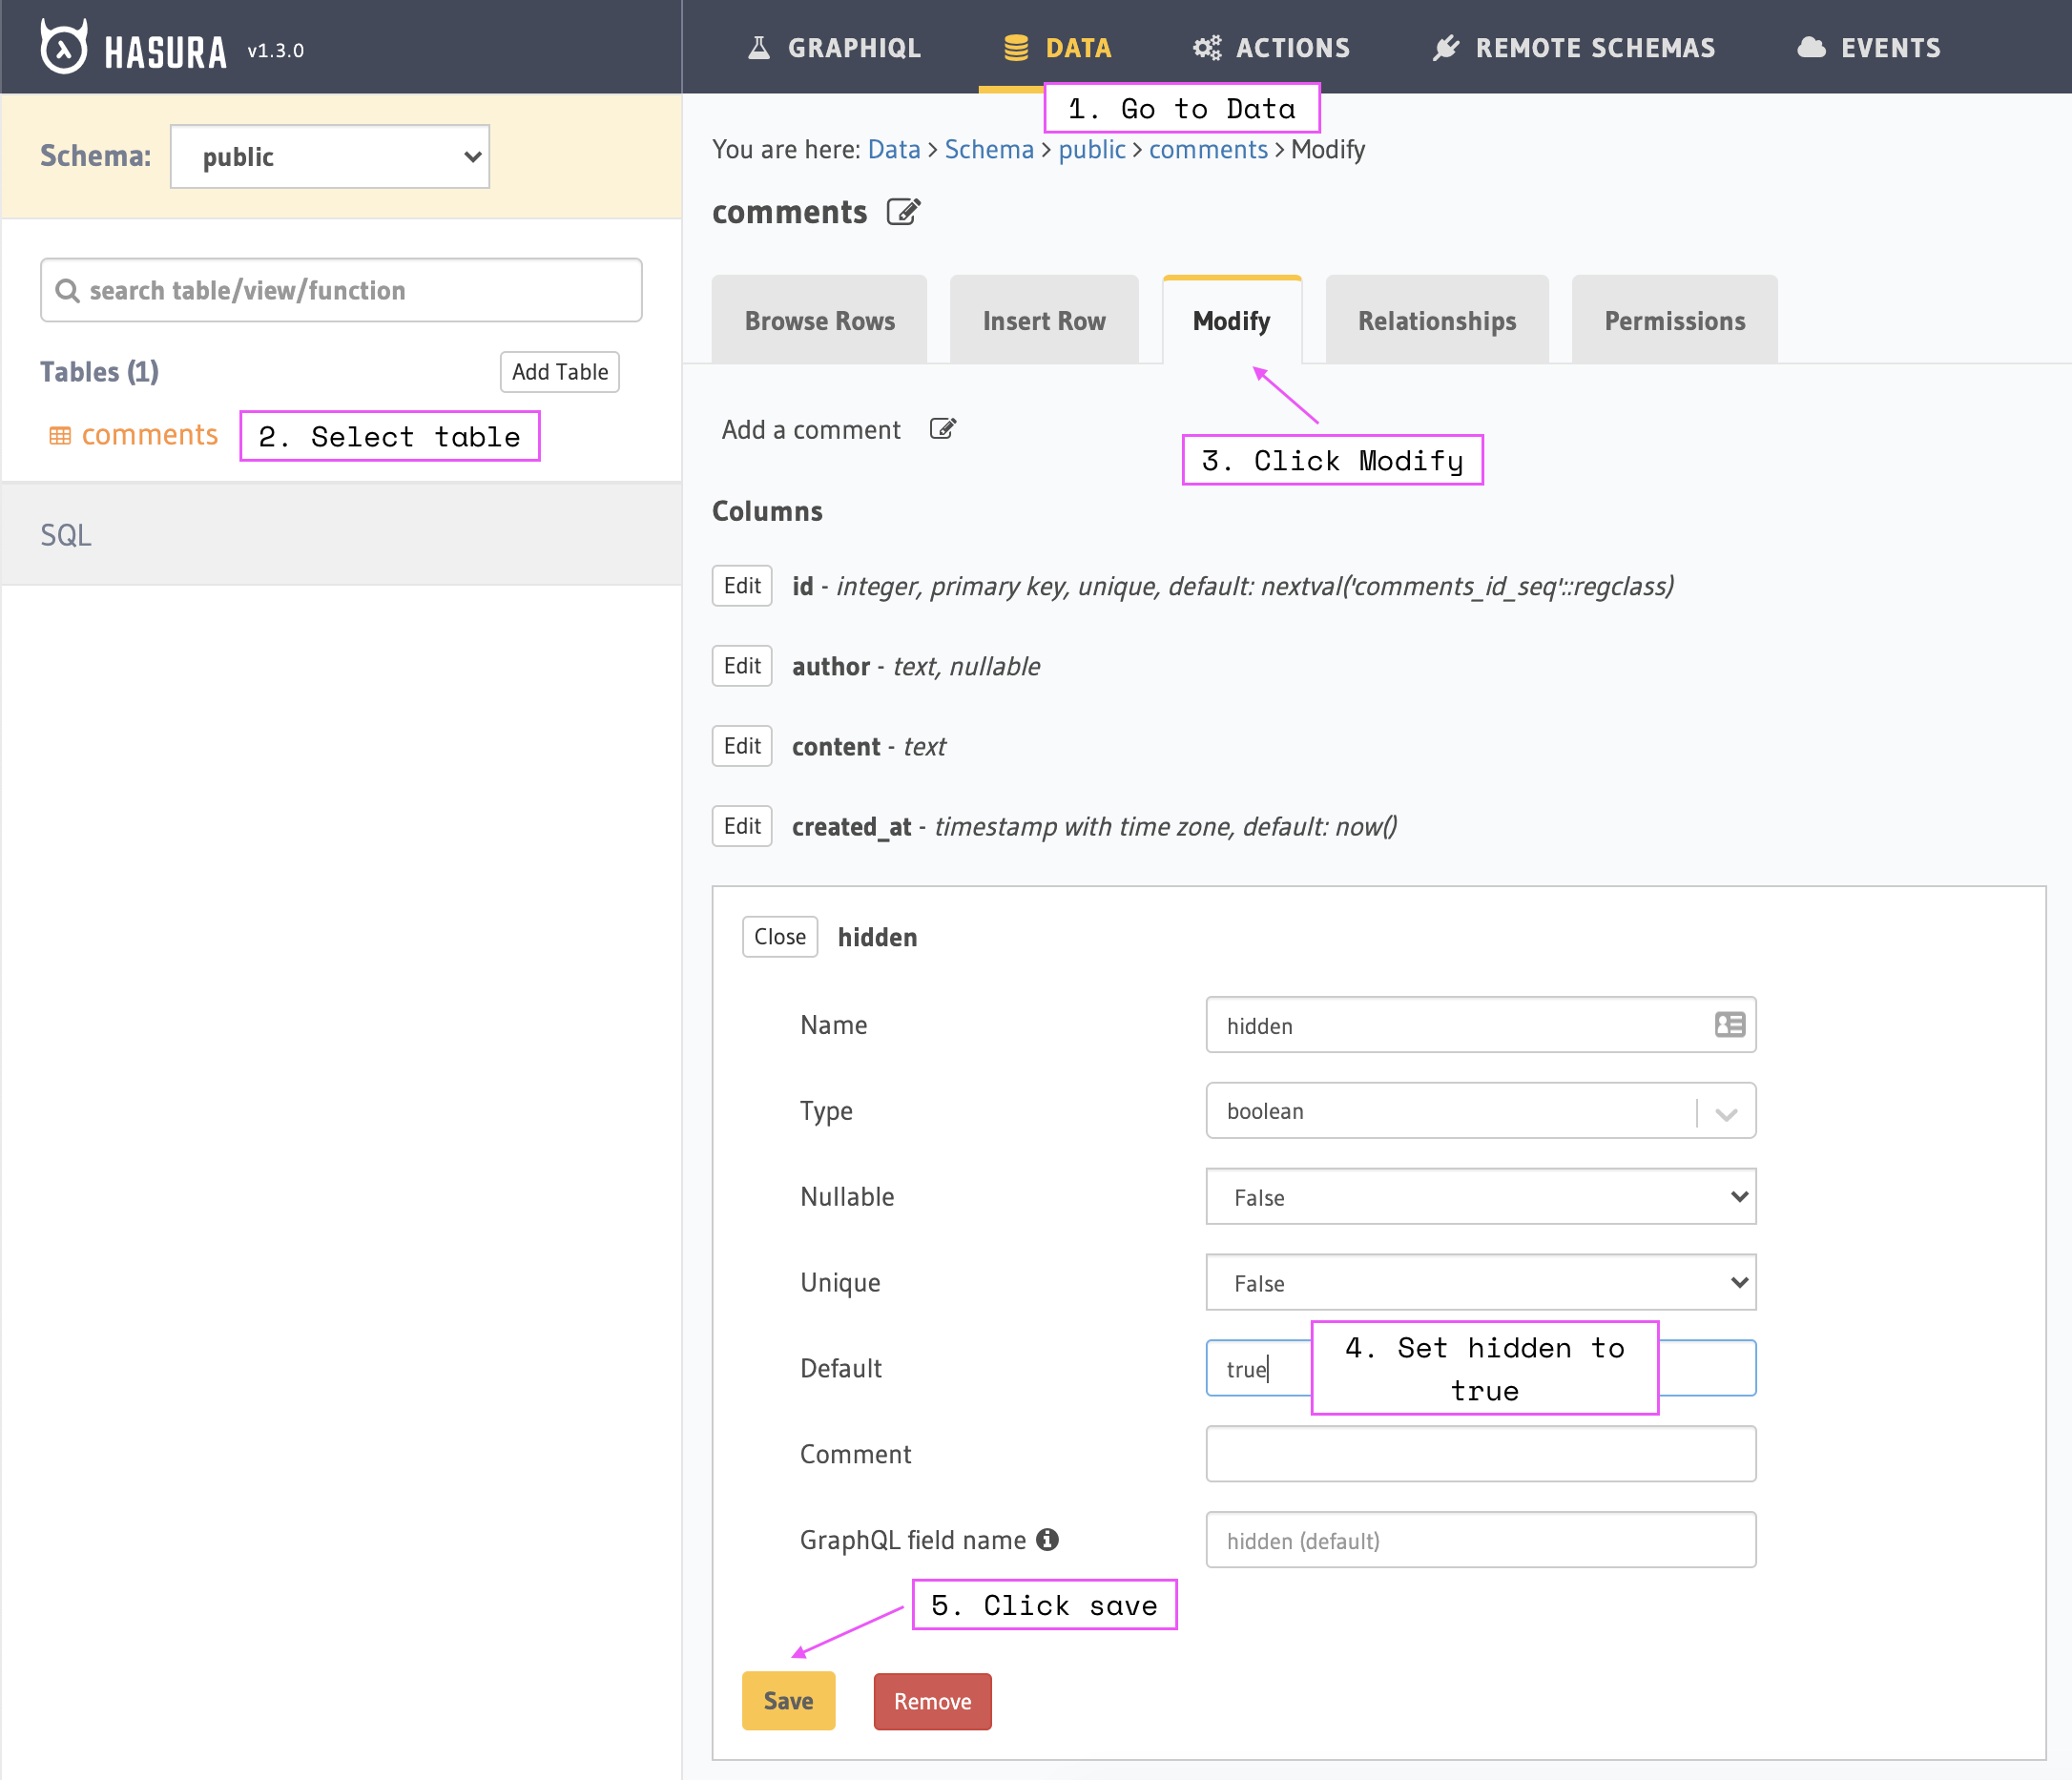 HASURA v1.3.0
GRAPHIQL
DATA
ACTIONS
REMOTE SCHEMAS
EVENTS
1. Go to Data
Schema:
public
search table/view/function
Tables (1)
Add Table
comments
2. Select table
SQL
You are here: Data > Schema > public > comments > Modify
comments
Browse Rows
Insert Row
Modify
Relationships
Permissions
Add a comment
3. Click Modify
Columns
Edit id - integer, primary key, unique, default: nextval('comments_id_seq'::regclass)
Edit author - text, nullable
Edit content - text
Edit created_at - timestamp with time zone, default: now()
Close hidden
Name hidden
Type boolean
Nullable False
Unique False
Default true
4. Set hidden to
true
Comment
GraphQL field name hidden (default)
5. Click save
Save
Remove